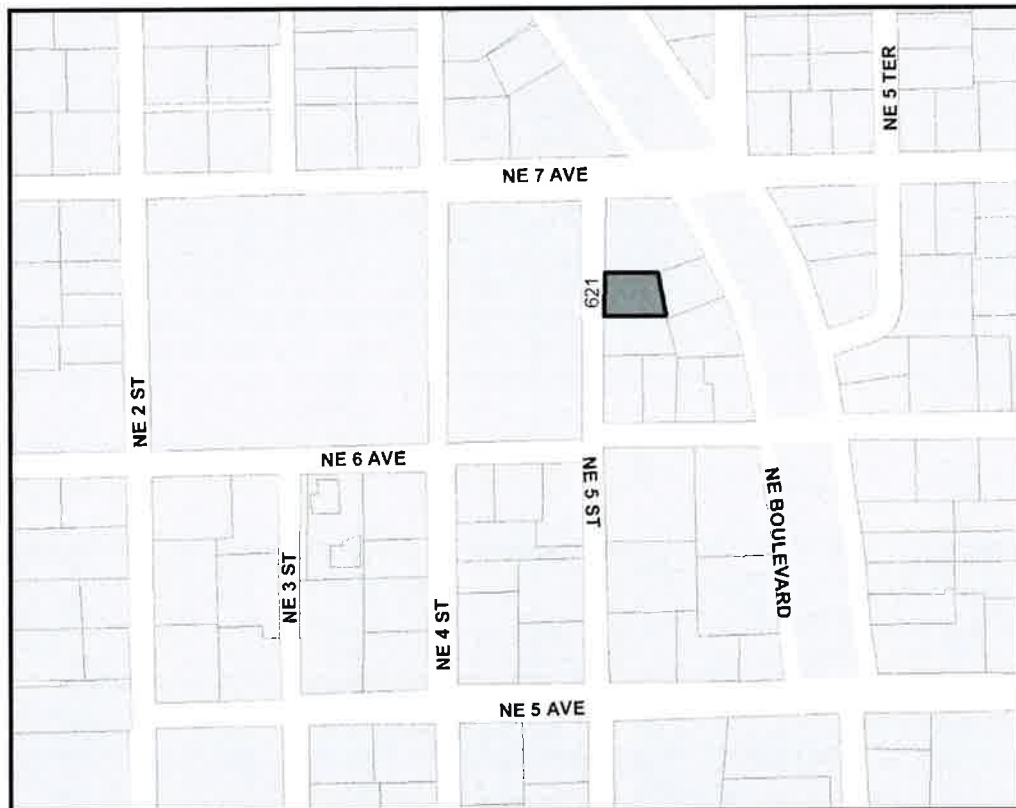 NE 5 TER
NE 7 AVE
621
NE 2 ST
NE 6 AVE
NE 5 ST
NE BOULEVARD
NE 3 ST
NE 4 ST
NE 5 AVE